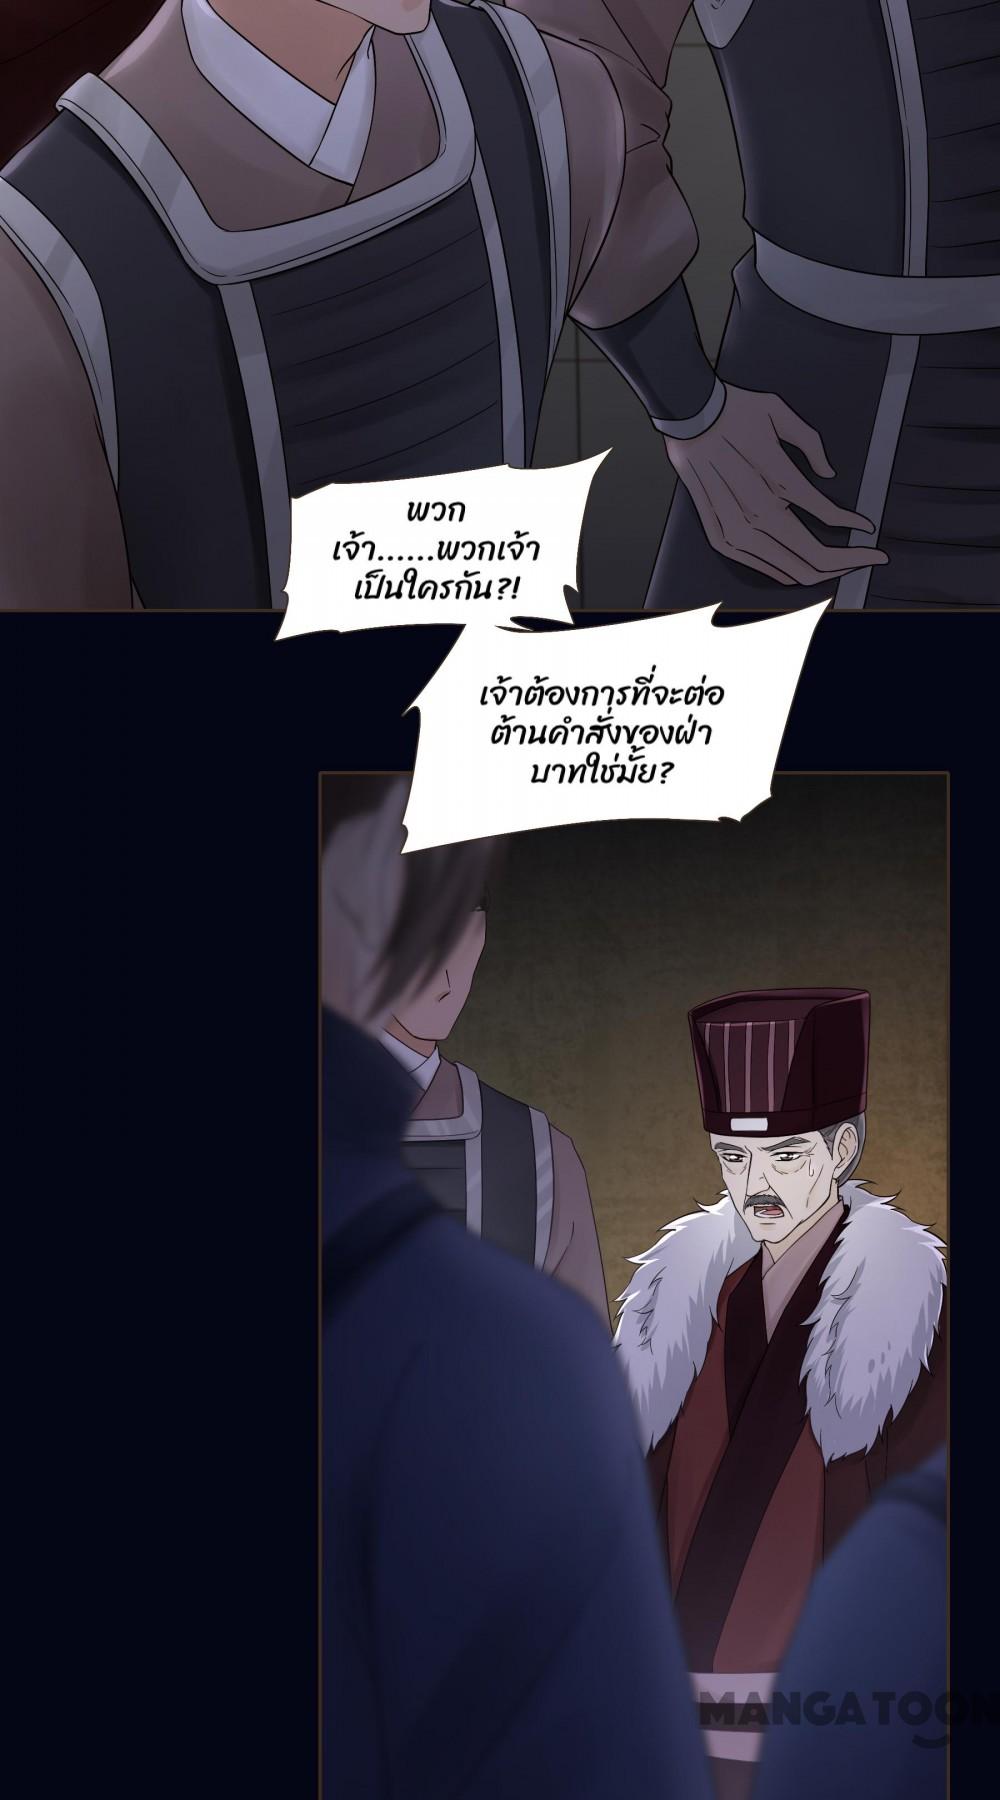 พวก
เจ้า......พวกเจ้า
เป็นใครกัน?!
เจ้าต้องการที่จะต่อ
ต้านคำสั่งของฝ่า
บาทใช่มั้ย?
MANGATOON